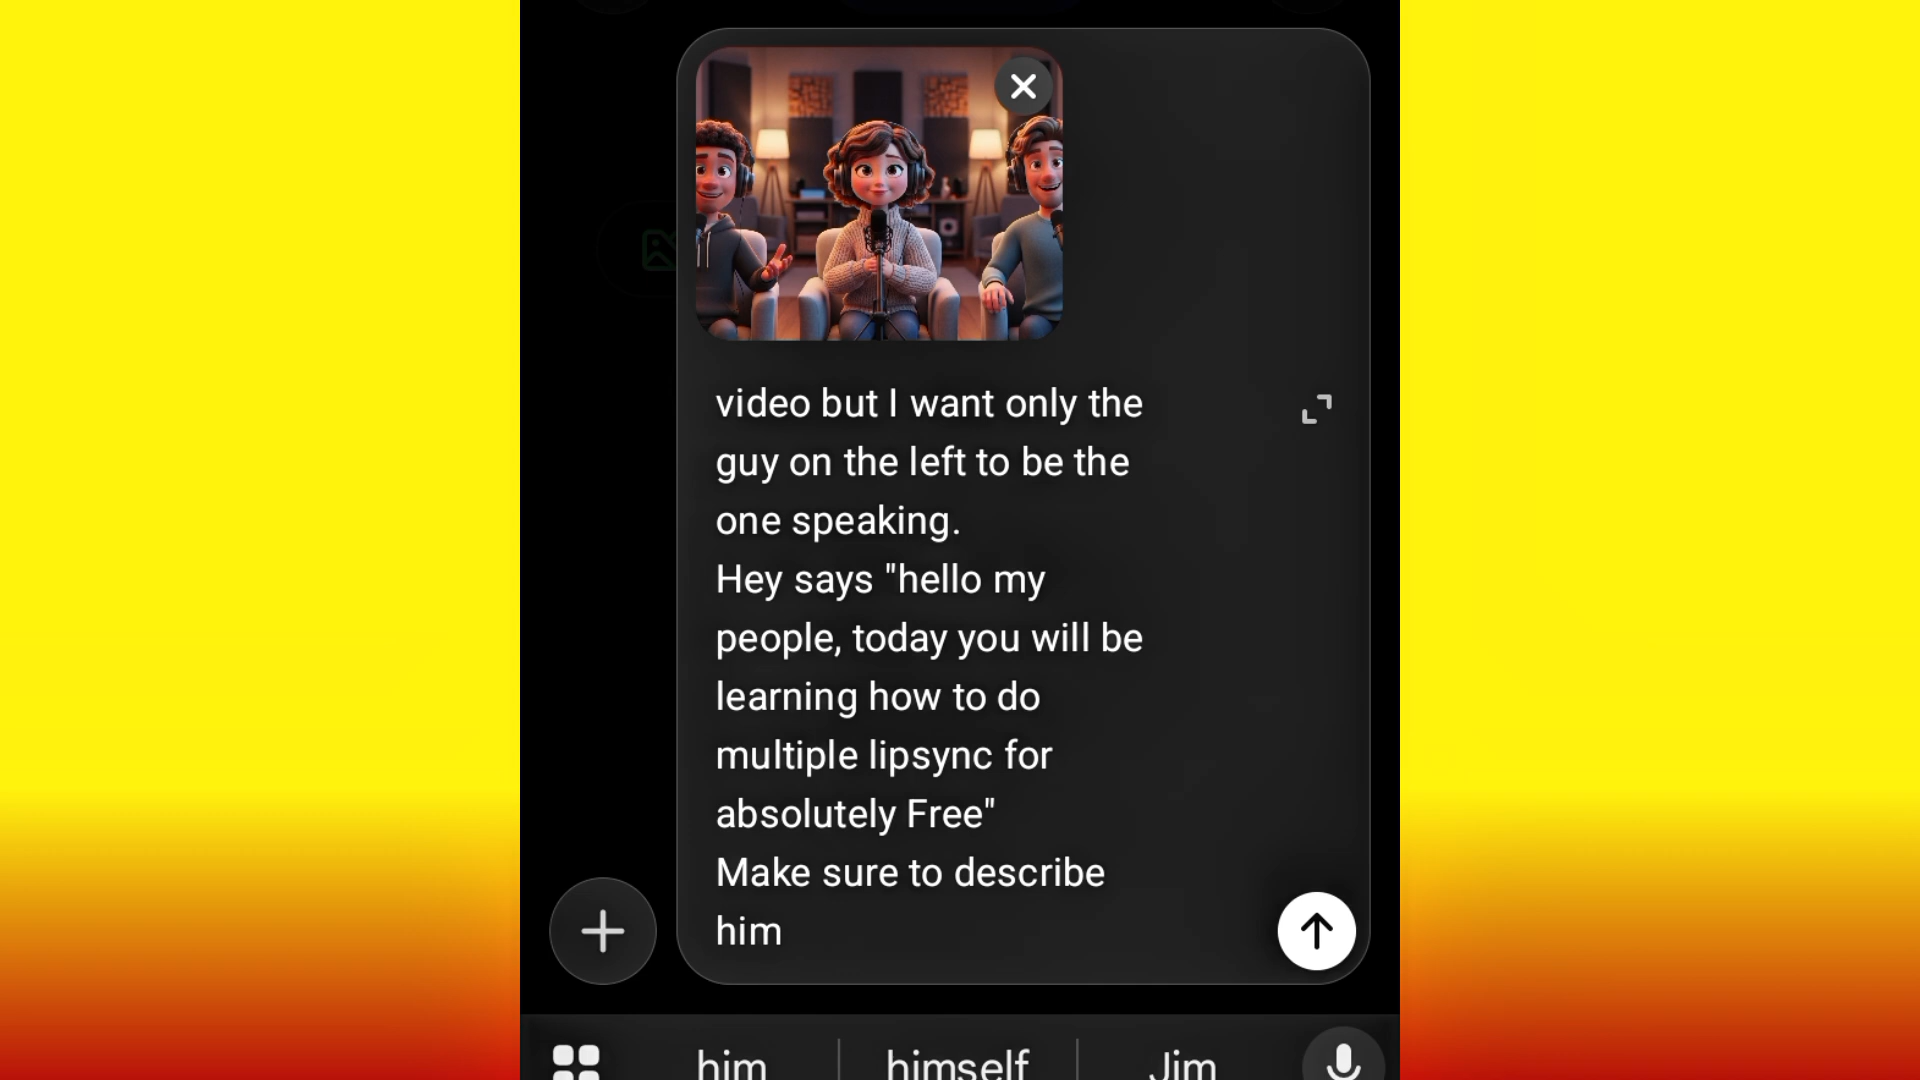 video but I want only the
guy on the left to be the
one speaking.
Hey says "hello my
people, today you will be
learning how to do
multiple lipsync for
absolutely Free"
Make sure to describe
him
him himself Jim